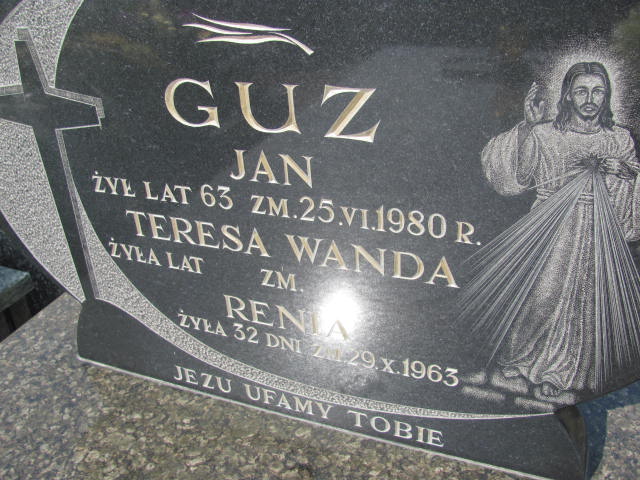 GUZ
JAN
ŻYŁ LAT 63 ZM. 25.VI.1980 R.
TERESA WANDA
ŻYŁA LAT ZM.
RENIA
ŻYŁA 32 DNI ZM. 29.X.1963
JEZU UFAMY TOBIE